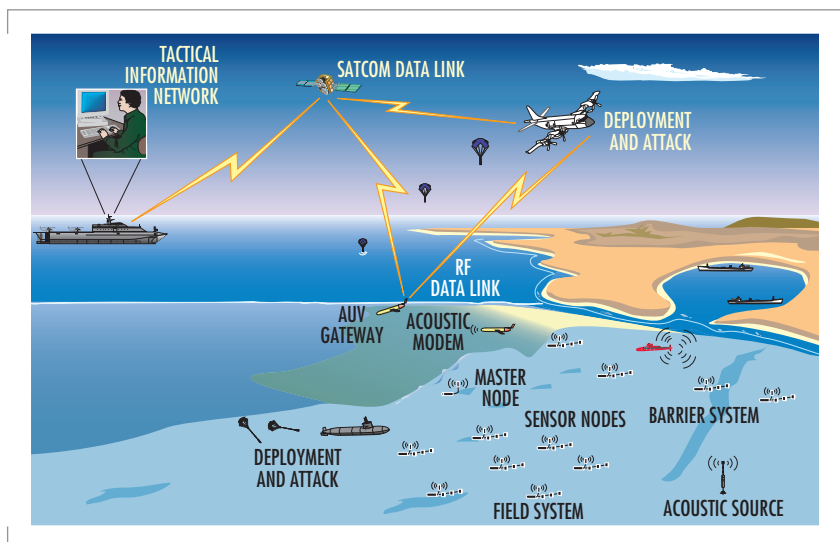 TACTICAL
INFORMATION
NETWORK
SATCOM DATA LINK
DEPLOYMENT
AND ATTACK
RF
DATA LINK
AUV
GATEWAY
ACOUSTIC
MODEM
MASTER
NODE
SENSOR NODES
BARRIER SYSTEM
DEPLOYMENT
AND ATTACK
FIELD SYSTEM
ACOUSTIC SOURCE